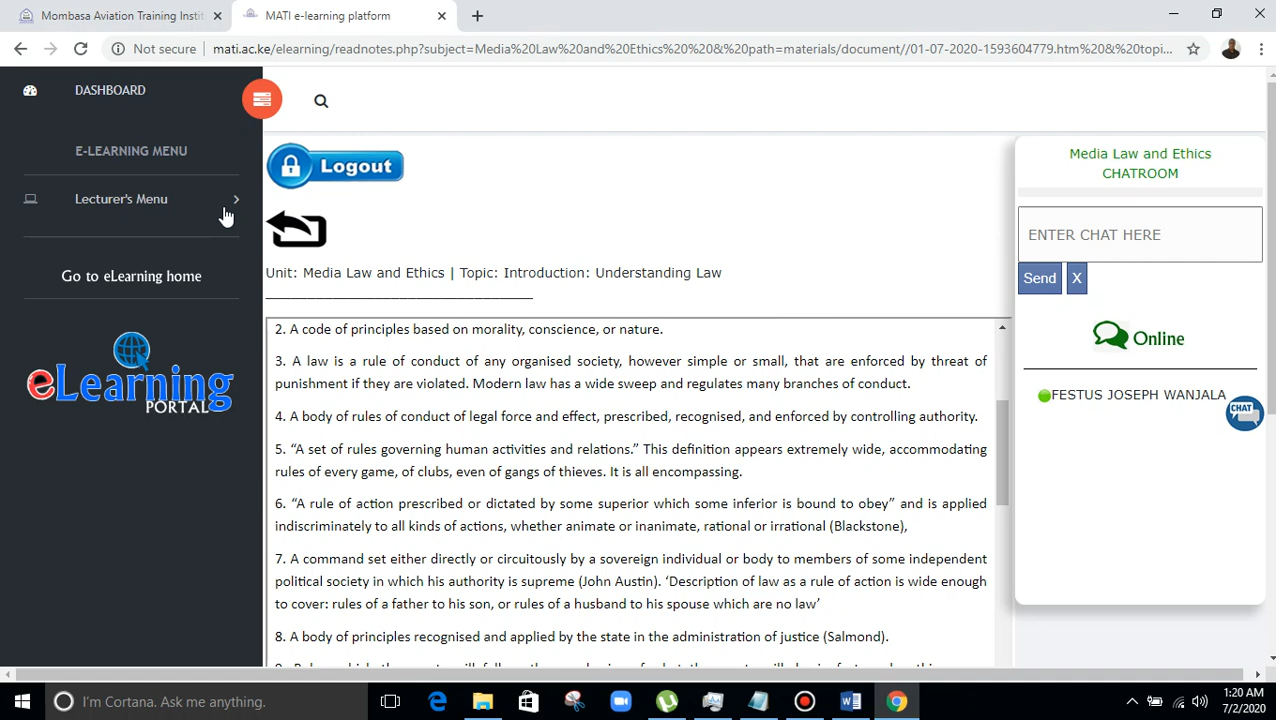 Mombasa Aviation Training Instit
MATI e-learning platform
Not secure
mati.ac.ke/elearning/readnotes.php?subject=Media%20Law%20and%20Ethics%20%20&%20path=materials/document//01-07-2020-1593604779.htm%20&%20topi...
DASHBOARD
E-LEARNING MENU
Lecturer's Menu
Go to eLearning home
eLearning
PORTAL
Logout
Unit: Media Law and Ethics | Topic: Introduction: Understanding Law
2. A code of principles based on morality, conscience, or nature.
3. A law is a rule of conduct of any organised society, however simple or small, that are enforced by threat of
punishment if they are violated. Modern law has a wide sweep and regulates many branches of conduct.
4. A body of rules of conduct of legal force and effect, prescribed, recognised, and enforced by controlling authority.
5. “A set of rules governing human activities and relations.” This definition appears extremely wide, accommodating
rules of every game, of clubs, even of gangs of thieves. It is all encompassing.
6. “A rule of action prescribed or dictated by some superior which some inferior is bound to obey” and is applied
indiscriminately to all kinds of actions, whether animate or inanimate, rational or irrational (Blackstone),
7. A command set either directly or circuitously by a sovereign individual or body to members of some independent
political society in which his authority is supreme (John Austin). ‘Description of law as a rule of action is wide enough
to cover: rules of a father to his son, or rules of a husband to his spouse which are no law’
8. A body of principles recognised and applied by the state in the administration of justice (Salmond).
Media Law and Ethics
CHATROOM
ENTER CHAT HERE
Send
X
Online
FESTUS JOSEPH WANJALA
CHAT
I'm Cortana. Ask me anything.
1:20 AM
7/2/2020